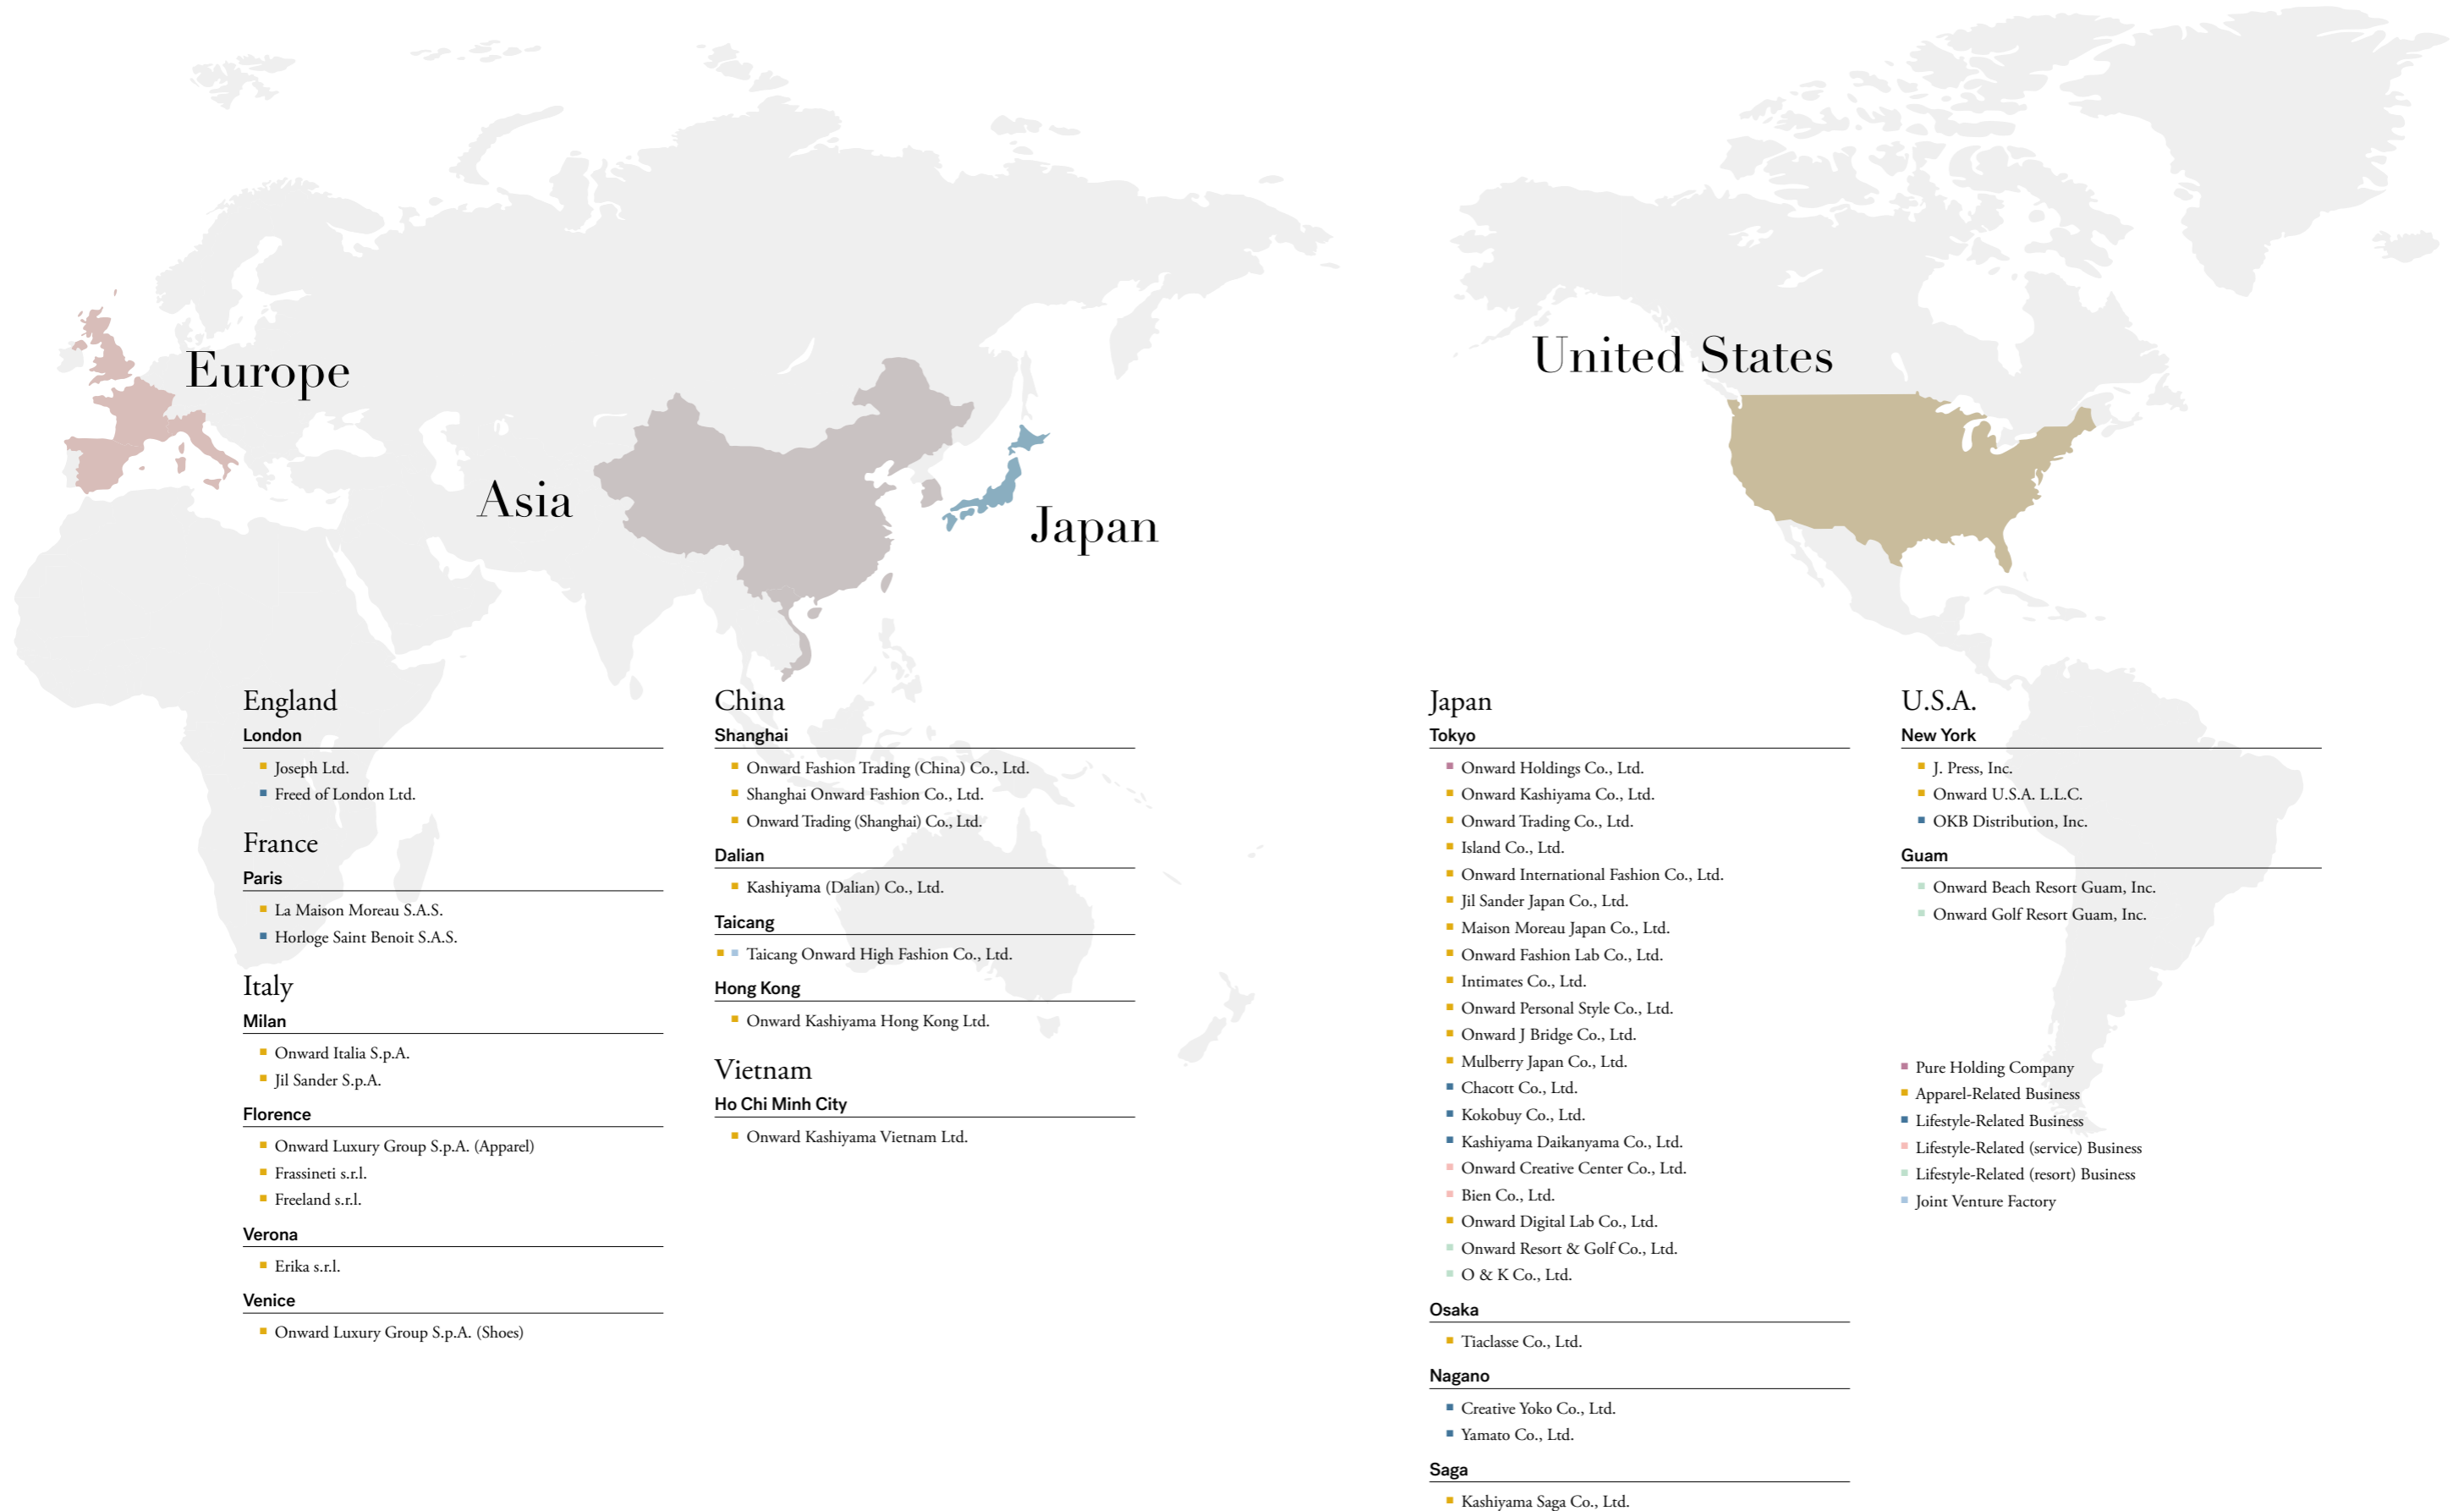 Europe
Asia
Japan
United States
England
London
Joseph Ltd.
Freed of London Ltd.
France
Paris
La Maison Moreau S.A.S.
Horloge Saint Benoit S.A.S.
Italy
Milan
Onward Italia S.p.A.
Jil Sander S.p.A.
Florence
Onward Luxury Group S.p.A. (Apparel)
Frassineti s.r.l.
Freeland s.r.l.
Verona
Erika s.r.l.
Venice
Onward Luxury Group S.p.A. (Shoes)
China
Shanghai
Onward Fashion Trading (China) Co., Ltd.
Shanghai Onward Fashion Co., Ltd.
Onward Trading (Shanghai) Co., Ltd.
Dalian
Kashiyama (Dalian) Co., Ltd.
Taicang
Taicang Onward High Fashion Co., Ltd.
Hong Kong
Onward Kashiyama Hong Kong Ltd.
Vietnam
Ho Chi Minh City
Onward Kashiyama Vietnam Ltd.
Japan
Tokyo
Onward Holdings Co., Ltd.
Onward Kashiyama Co., Ltd.
Onward Trading Co., Ltd.
Island Co., Ltd.
Onward International Fashion Co., Ltd.
Jil Sander Japan Co., Ltd.
Maison Moreau Japan Co., Ltd.
Onward Fashion Lab Co., Ltd.
Intimates Co., Ltd.
Onward Personal Style Co., Ltd.
Onward J Bridge Co., Ltd.
Mulberry Japan Co., Ltd.
Chacott Co., Ltd.
Kokobuy Co., Ltd.
Kashiyama Daikanyama Co., Ltd.
Onward Creative Center Co., Ltd.
Bien Co., Ltd.
Onward Digital Lab Co., Ltd.
Onward Resort & Golf Co., Ltd.
O & K Co., Ltd.
Osaka
Tiaclasse Co., Ltd.
Nagano
Creative Yoko Co., Ltd.
Yamato Co., Ltd.
Saga
Kashiyama Saga Co., Ltd.
U.S.A.
New York
J. Press, Inc.
Onward U.S.A. L.L.C.
OKB Distribution, Inc.
Guam
Onward Beach Resort Guam, Inc.
Onward Golf Resort Guam, Inc.
Pure Holding Company
Apparel-Related Business
Lifestyle-Related Business
Lifestyle-Related (service) Business
Lifestyle-Related (resort) Business
Joint Venture Factory